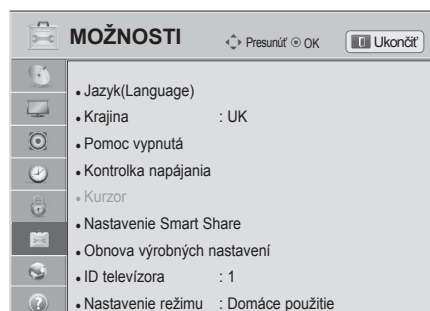 MOŽNOSTI Presunúť OK Ukončiť
• Jazyk(Language)
• Krajina : UK
• Pomoc vypnutá
• Kontrolka napájania
• Kurzor
• Nastavenie Smart Share
• Obnova výrobných nastavení
• ID televízora : 1
• Nastavenie režimu : Domáce použitie